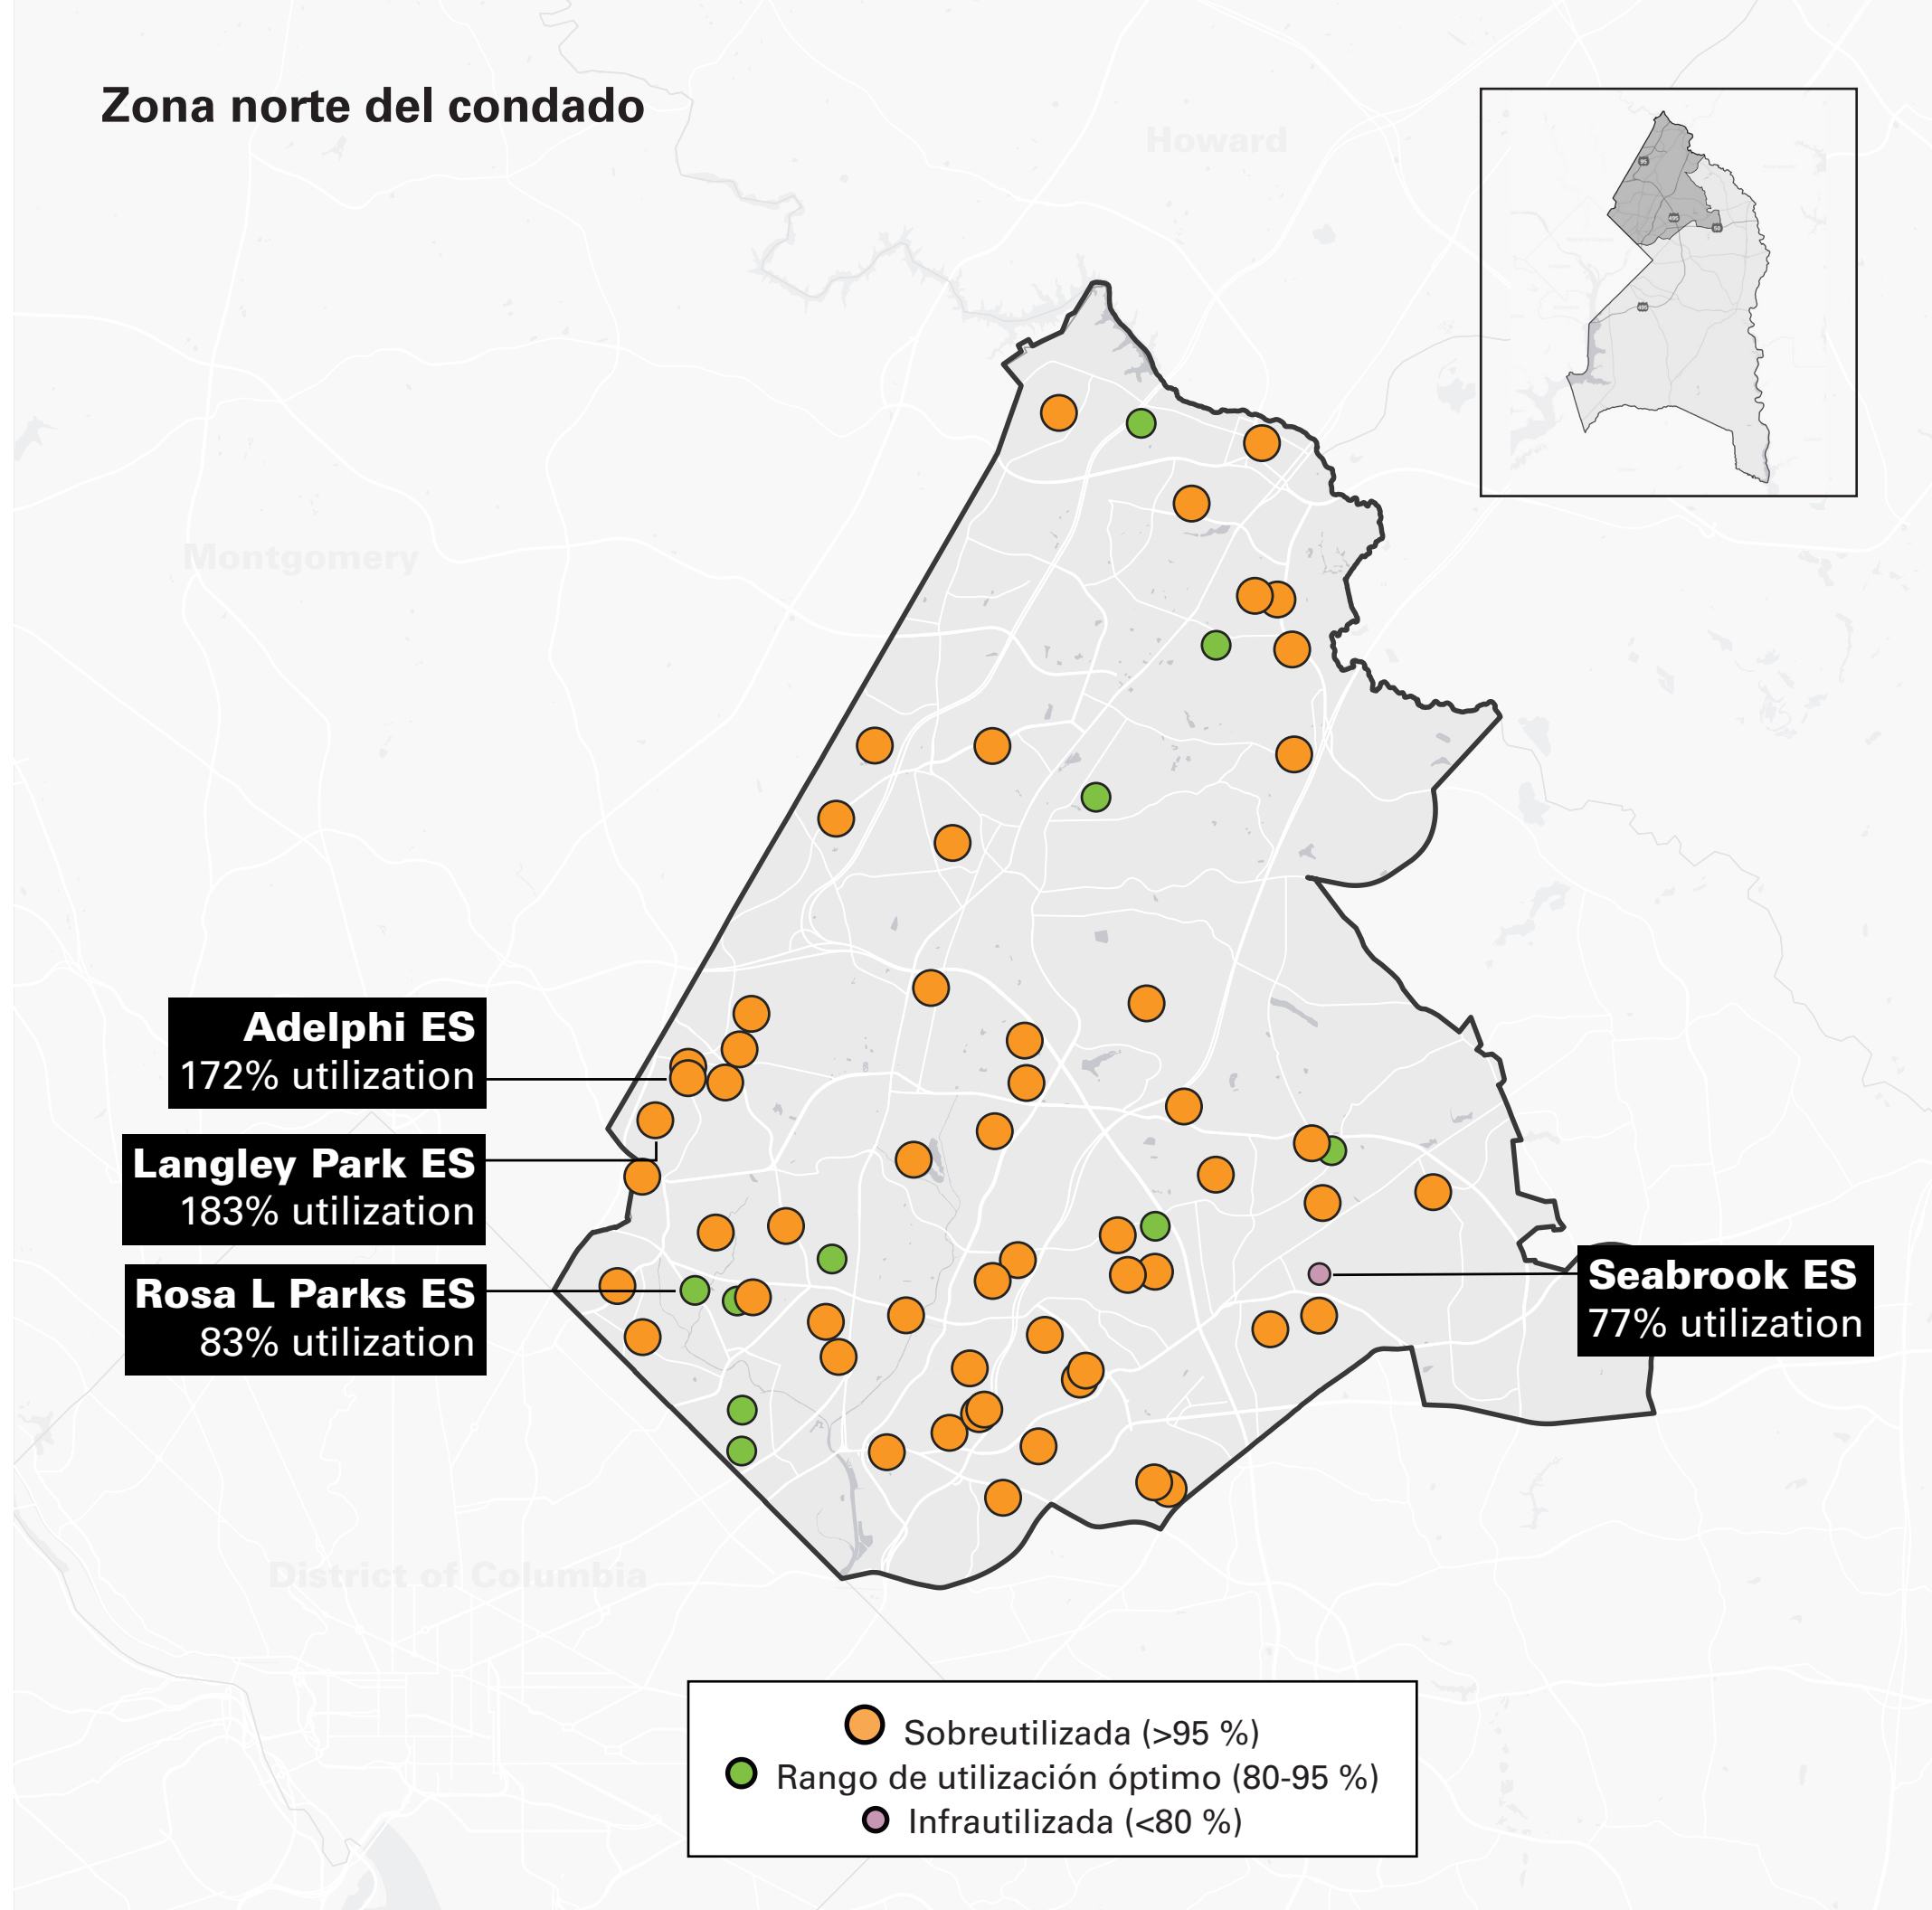 Zona norte del condado
Howard
Montgomery
Adelphi ES
172% utilization
Langley Park ES
183% utilization
Rosa L Parks ES
83% utilization
Seabrook ES
77% utilization
District of Columbia
Sobreutilizada (>95 %)
Rango de utilización óptimo (80-95 %)
Infrautilizada (<80 %)